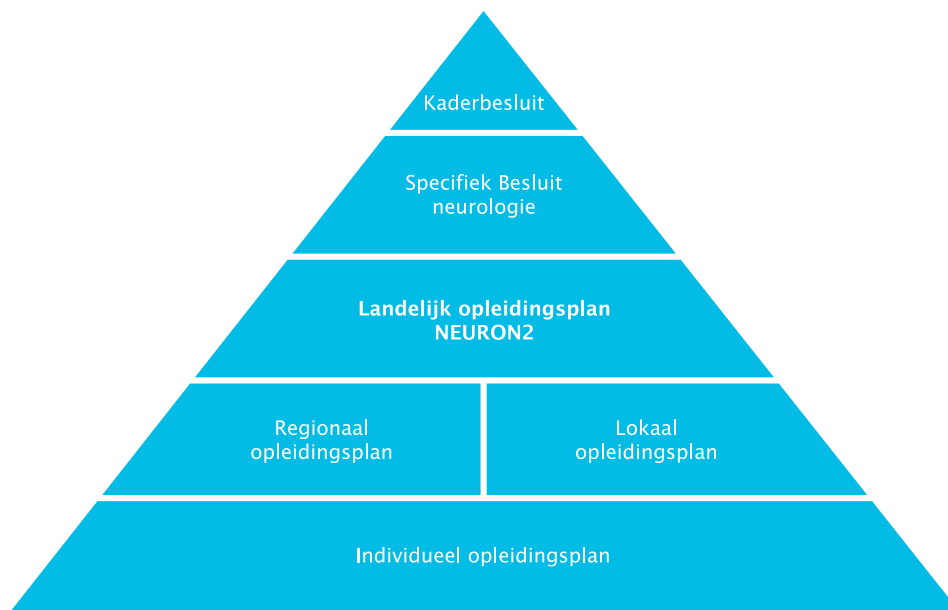 Kaderbesluit
Specifiek Besluit
neurologie
Landelijk opleidingsplan
NEURON2
Regionaal
opleidingsplan
Lokaal
opleidingsplan
Individueel opleidingsplan